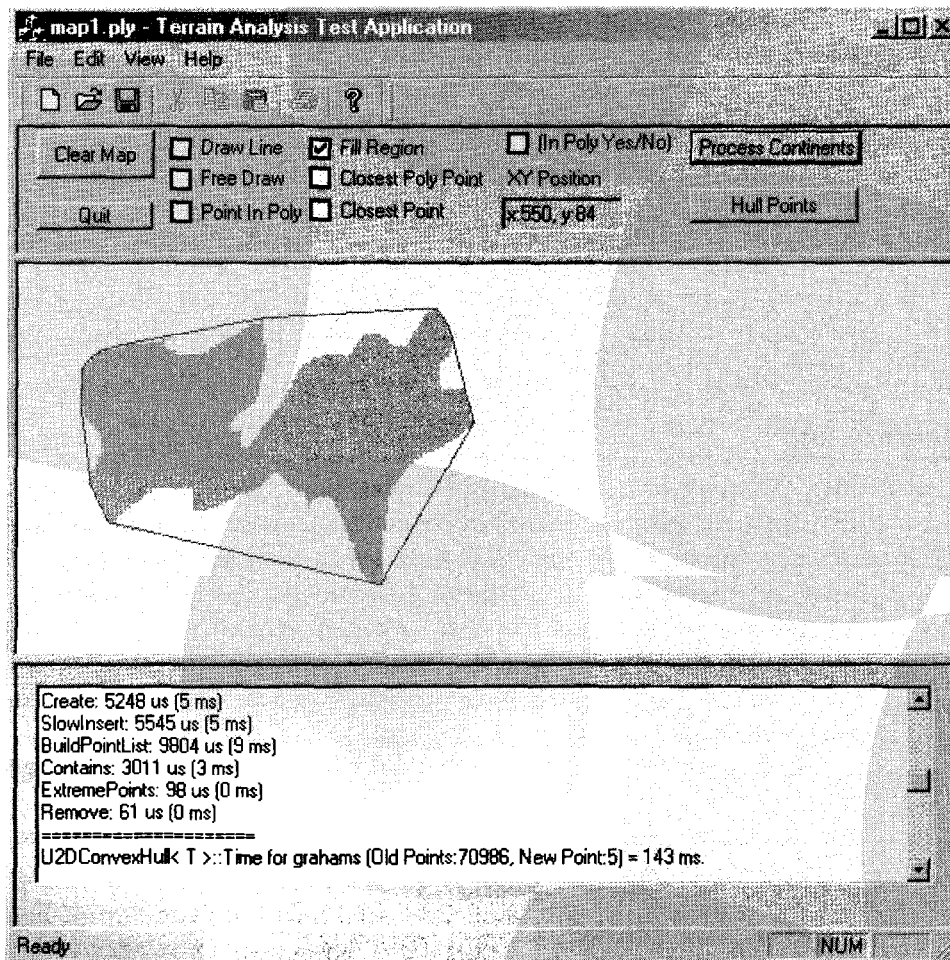 map1.ply - Terrain Analysis Test Application
File Edit View Help
Clear Map
Draw Line
Fill Region
(In Poly Yes/No)
Process Continents
Free Draw
Closest Poly Point
XY Position
Quit
Point In Poly
Closest Point
x:550, y:84
Hull Points
Create: 5248 us (5 ms)
SlowInsert: 5545 us (5 ms)
BuildPointList: 9804 us (9 ms)
Contains: 3011 us (3 ms)
ExtremePoints: 98 us (0 ms)
Remove: 61 us (0 ms)
=====================
U2DConvexHull< T >::Time for grahams (Old Points:70986, New Point:5) = 143 ms.
Ready
NUM